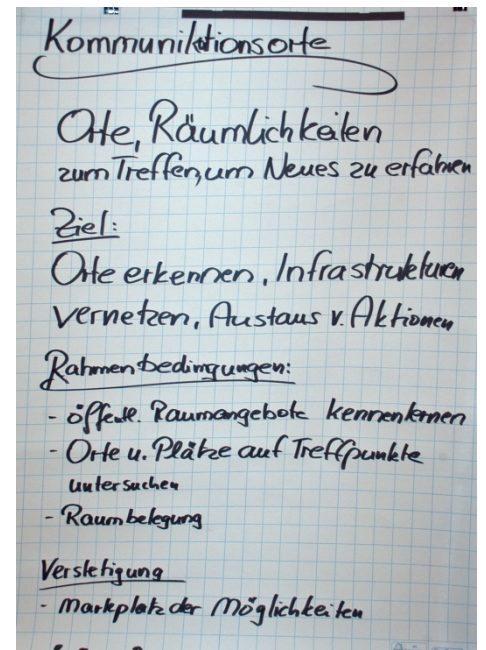 Kommuniktionsorte
Orte, Räumlichkeiten
zum Treffen, um Neues zu erfahren
Ziel:
Orte erkennen, Infrastrukturen
vernetzen, Austaus v. Aktionen
Rahmenbedingungen:
- öffentl. Raumangebote kennenlernen
- Orte u. Plätze auf Treffpunkte
untersuchen
- Raumbelegung
Verstetigung
- Markplatz der Möglichkeiten